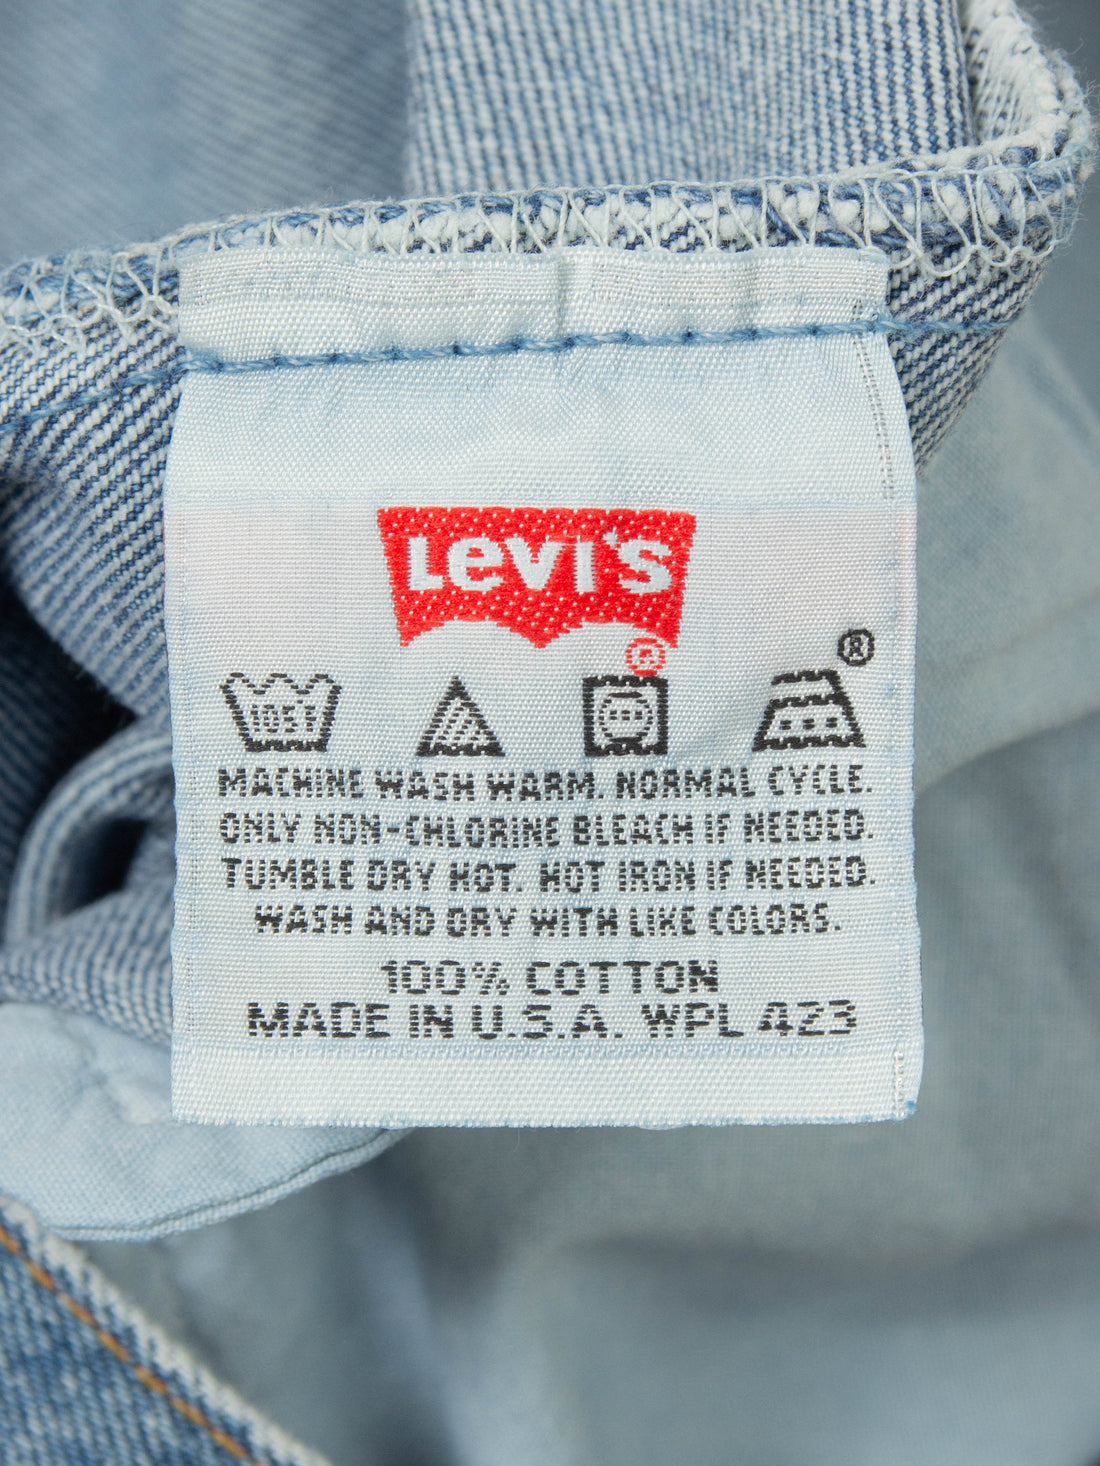 LEVI'S
®
®
105F
MACHINE WASH WARM. NORMAL CYCLE.
ONLY NON-CHLORINE BLEACH IF NEEDED.
TUMBLE DRY HOT. HOT IRON IF NEEDED.
WASH AND DRY WITH LIKE COLORS.
100% COTTON
MADE IN U.S.A. WPL 423